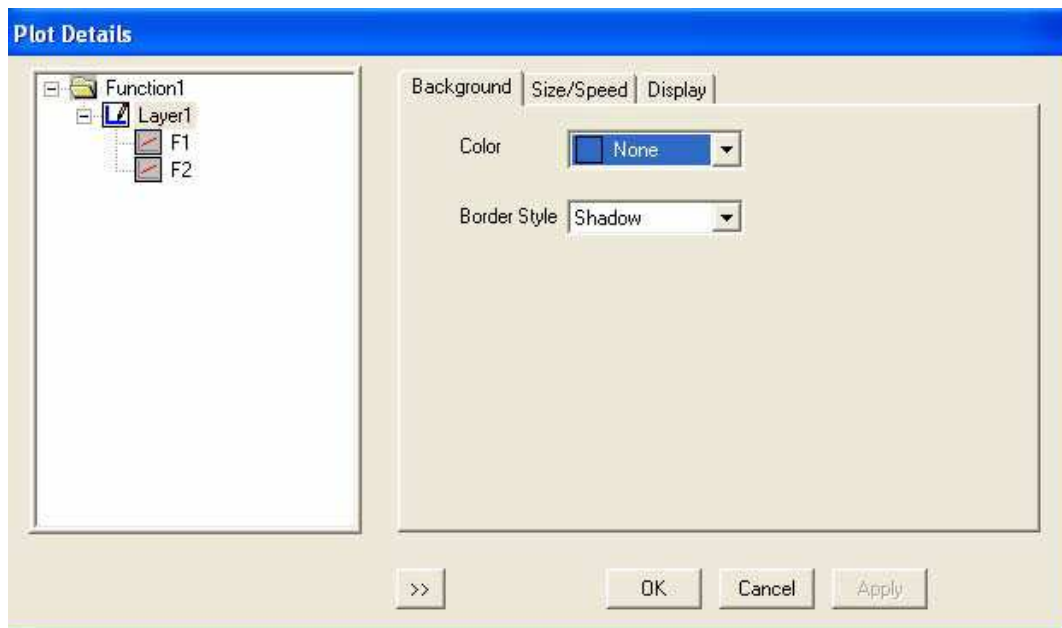 Plot Details
Function1
Layer1
F1
F2
Background Size/Speed Display
Color None
Border Style Shadow
>> OK Cancel Apply